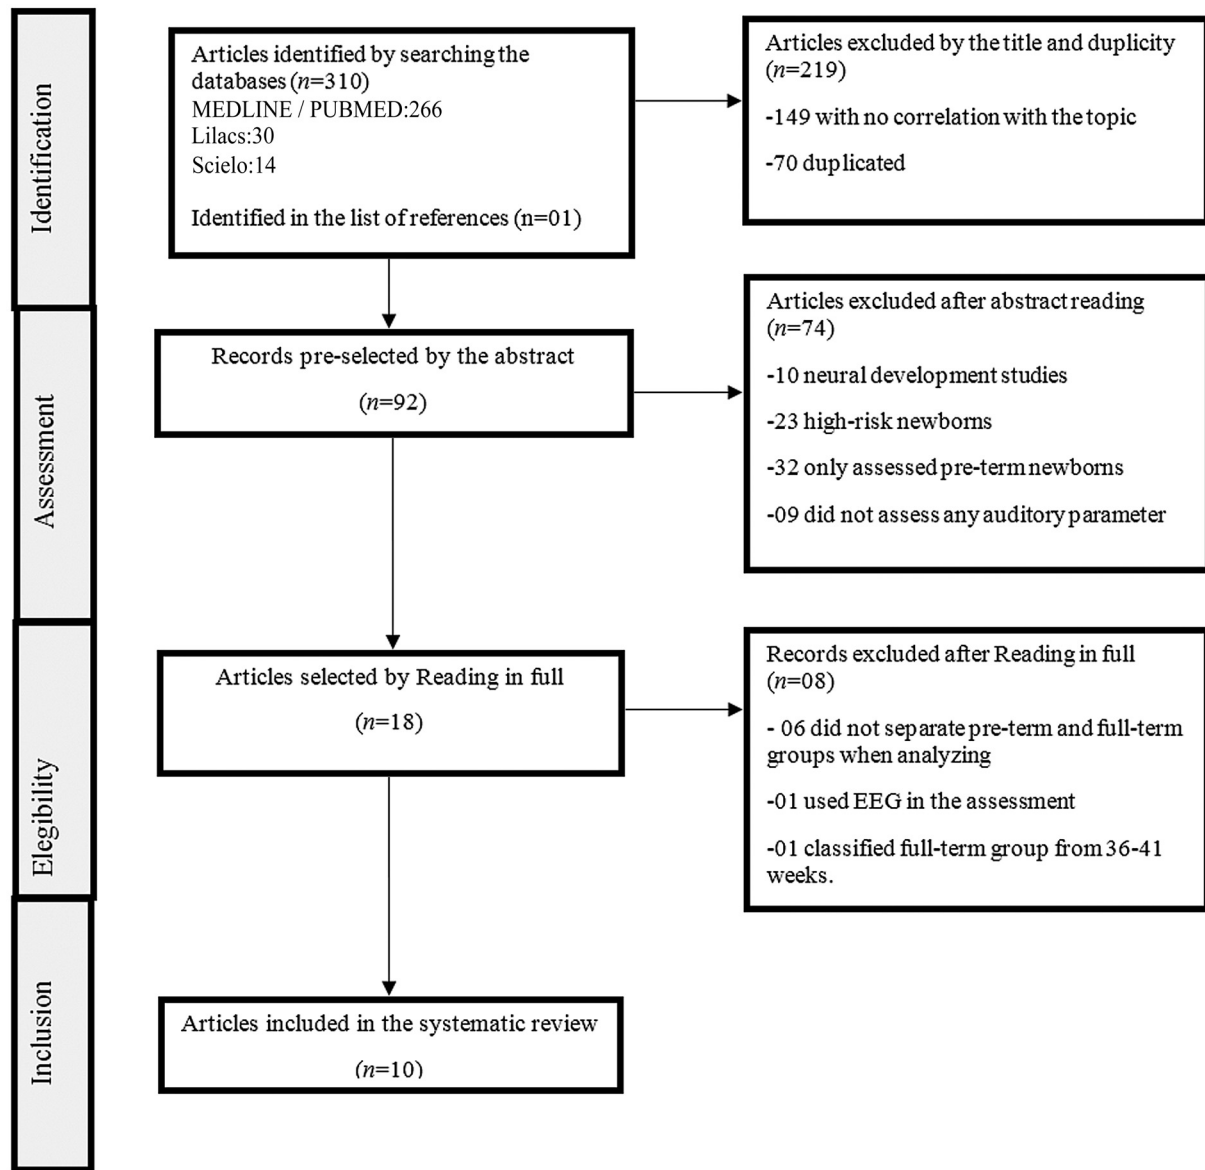 Identification
Articles identified by searching the
databases (n=310)
MEDLINE / PUBMED:266
Lilacs:30
Scielo:14
Identified in the list of references (n=01)
Articles excluded by the title and duplicity
(n=219)
-149 with no correlation with the topic
-70 duplicated
Assessment
Records pre-selected by the abstract
(n=92)
Articles excluded after abstract reading
(n=74)
-10 neural development studies
-23 high-risk newborns
-32 only assessed pre-term newborns
-09 did not assess any auditory parameter
Elegibility
Articles selected by Reading in full
(n=18)
Records excluded after Reading in full
(n=08)
- 06 did not separate pre-term and full-term
groups when analyzing
-01 used EEG in the assessment
-01 classified full-term group from 36-41
weeks.
Inclusion
Articles included in the systematic review
(n=10)